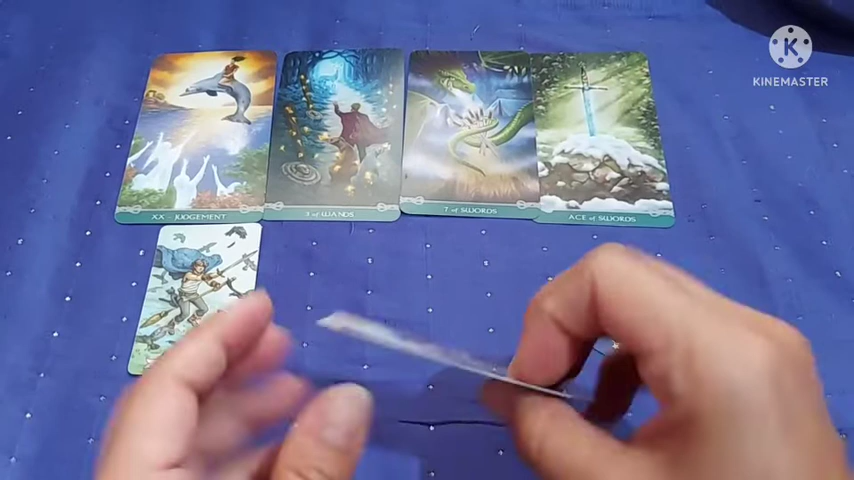 K
KINEMASTER
XX - JUDGEMENT
3 of WANDS
7 of SWORDS
ACE of SWORDS